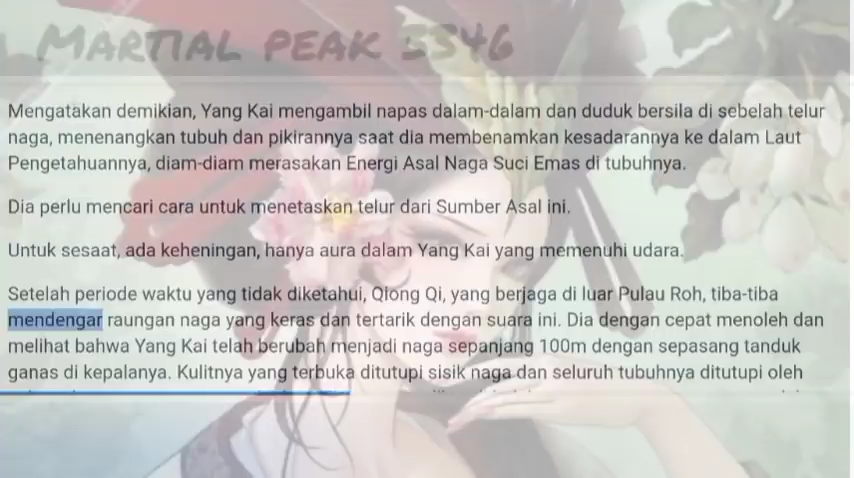 MARTIAL PEAK 5546
Mengatakan demikian, Yang Kai mengambil napas dalam-dalam dan duduk bersila di sebelah telur
naga, menenangkan tubuh dan pikirannya saat dia membenamkan kesadarannya ke dalam Laut
Pengetahuannya, diam-diam merasakan Energi Asal Naga Suci Emas di tubuhnya.
Dia perlu mencari cara untuk menetaskan telur dari Sumber Asal ini.
Untuk sesaat, ada keheningan, hanya aura dalam Yang Kai yang memenuhi udara.
Setelah periode waktu yang tidak diketahui, Qiong Qi, yang berjaga di luar Pulau Roh, tiba-tiba
mendengar raungan naga yang keras dan tertarik dengan suara ini. Dia dengan cepat menoleh dan
melihat bahwa Yang Kai telah berubah menjadi naga sepanjang 100m dengan sepasang tanduk
ganas di kepalanya. Kulitnya yang terbuka ditutupi sisik naga dan seluruh tubuhnya ditutupi oleh